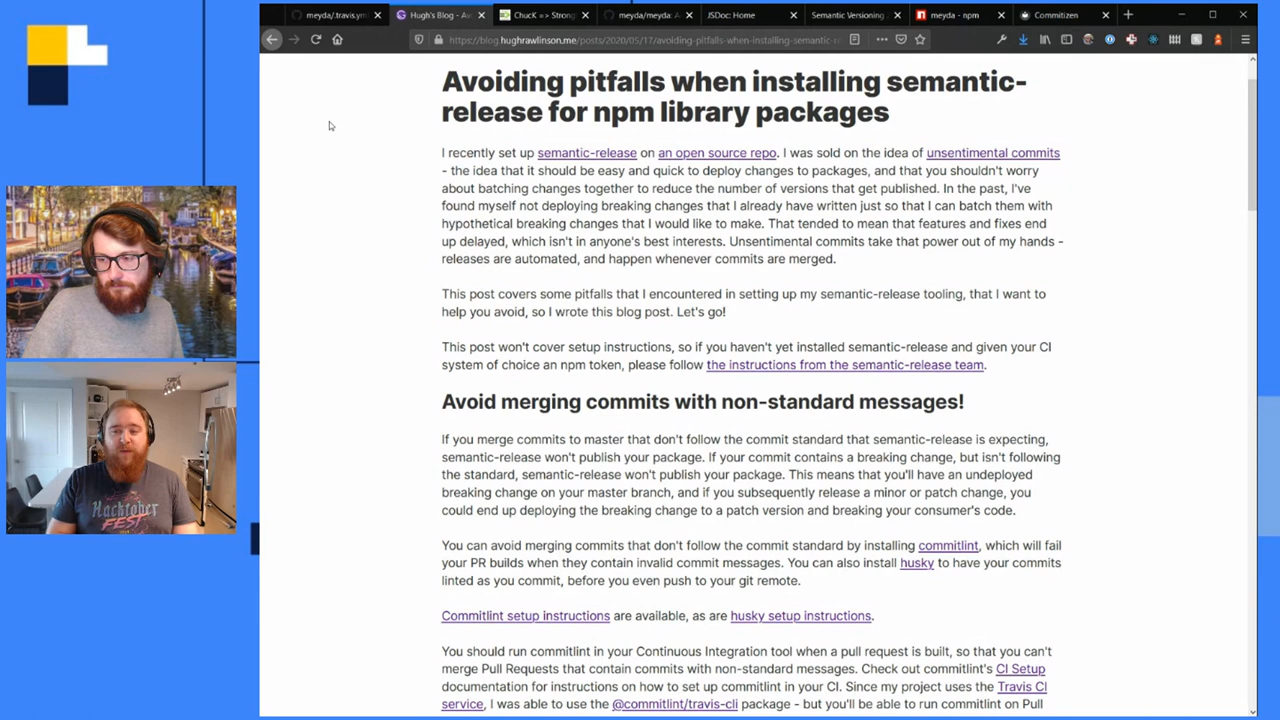 meyda/.travis.yml
Hugh's Blog - Av
ChucK => Strong
meyda/meyda: A
JSDoc: Home
Semantic Versioning
meyda - npm
Commitizen
https://blog.hughrawlinson.me/posts/2020/05/17/avoiding-pitfalls-when-installing-semantic-r
Avoiding pitfalls when installing semantic-
release for npm library packages
I recently set up semantic-release on an open source repo. I was sold on the idea of unsentimental commits
- the idea that it should be easy and quick to deploy changes to packages, and that you shouldn't worry
about batching changes together to reduce the number of versions that get published. In the past, I've
found myself not deploying breaking changes that I already have written just so that I can batch them with
hypothetical breaking changes that I would like to make. That tended to mean that features and fixes end
up delayed, which isn't in anyone's best interests. Unsentimental commits take that power out of my hands -
releases are automated, and happen whenever commits are merged.
This post covers some pitfalls that I encountered in setting up my semantic-release tooling, that I want to
help you avoid, so I wrote this blog post. Let's go!
This post won't cover setup instructions, so if you haven't yet installed semantic-release and given your CI
system of choice an npm token, please follow the instructions from the semantic-release team.
Avoid merging commits with non-standard messages!
If you merge commits to master that don't follow the commit standard that semantic-release is expecting,
semantic-release won't publish your package. If your commit contains a breaking change, but isn't following
the standard, semantic-release won't publish your package. This means that you'll have an undeployed
breaking change on your master branch, and if you subsequently release a minor or patch change, you
could end up deploying the breaking change to a patch version and breaking your consumer's code.
You can avoid merging commits that don't follow the commit standard by installing commitlint, which will fail
your PR builds when they contain invalid commit messages. You can also install husky to have your commits
linted as you commit, before you even push to your git remote.
Commitlint setup instructions are available, as are husky setup instructions.
You should run commitlint in your Continuous Integration tool when a pull request is built, so that you can't
merge Pull Requests that contain commits with non-standard messages. Check out commitlint's CI Setup
documentation for instructions on how to set up commitlint in your CI. Since my project uses the Travis CI
service, I was able to use the @commitlint/travis-cli package - but you'll be able to run commitlint on Pull
Hacktober
FEST